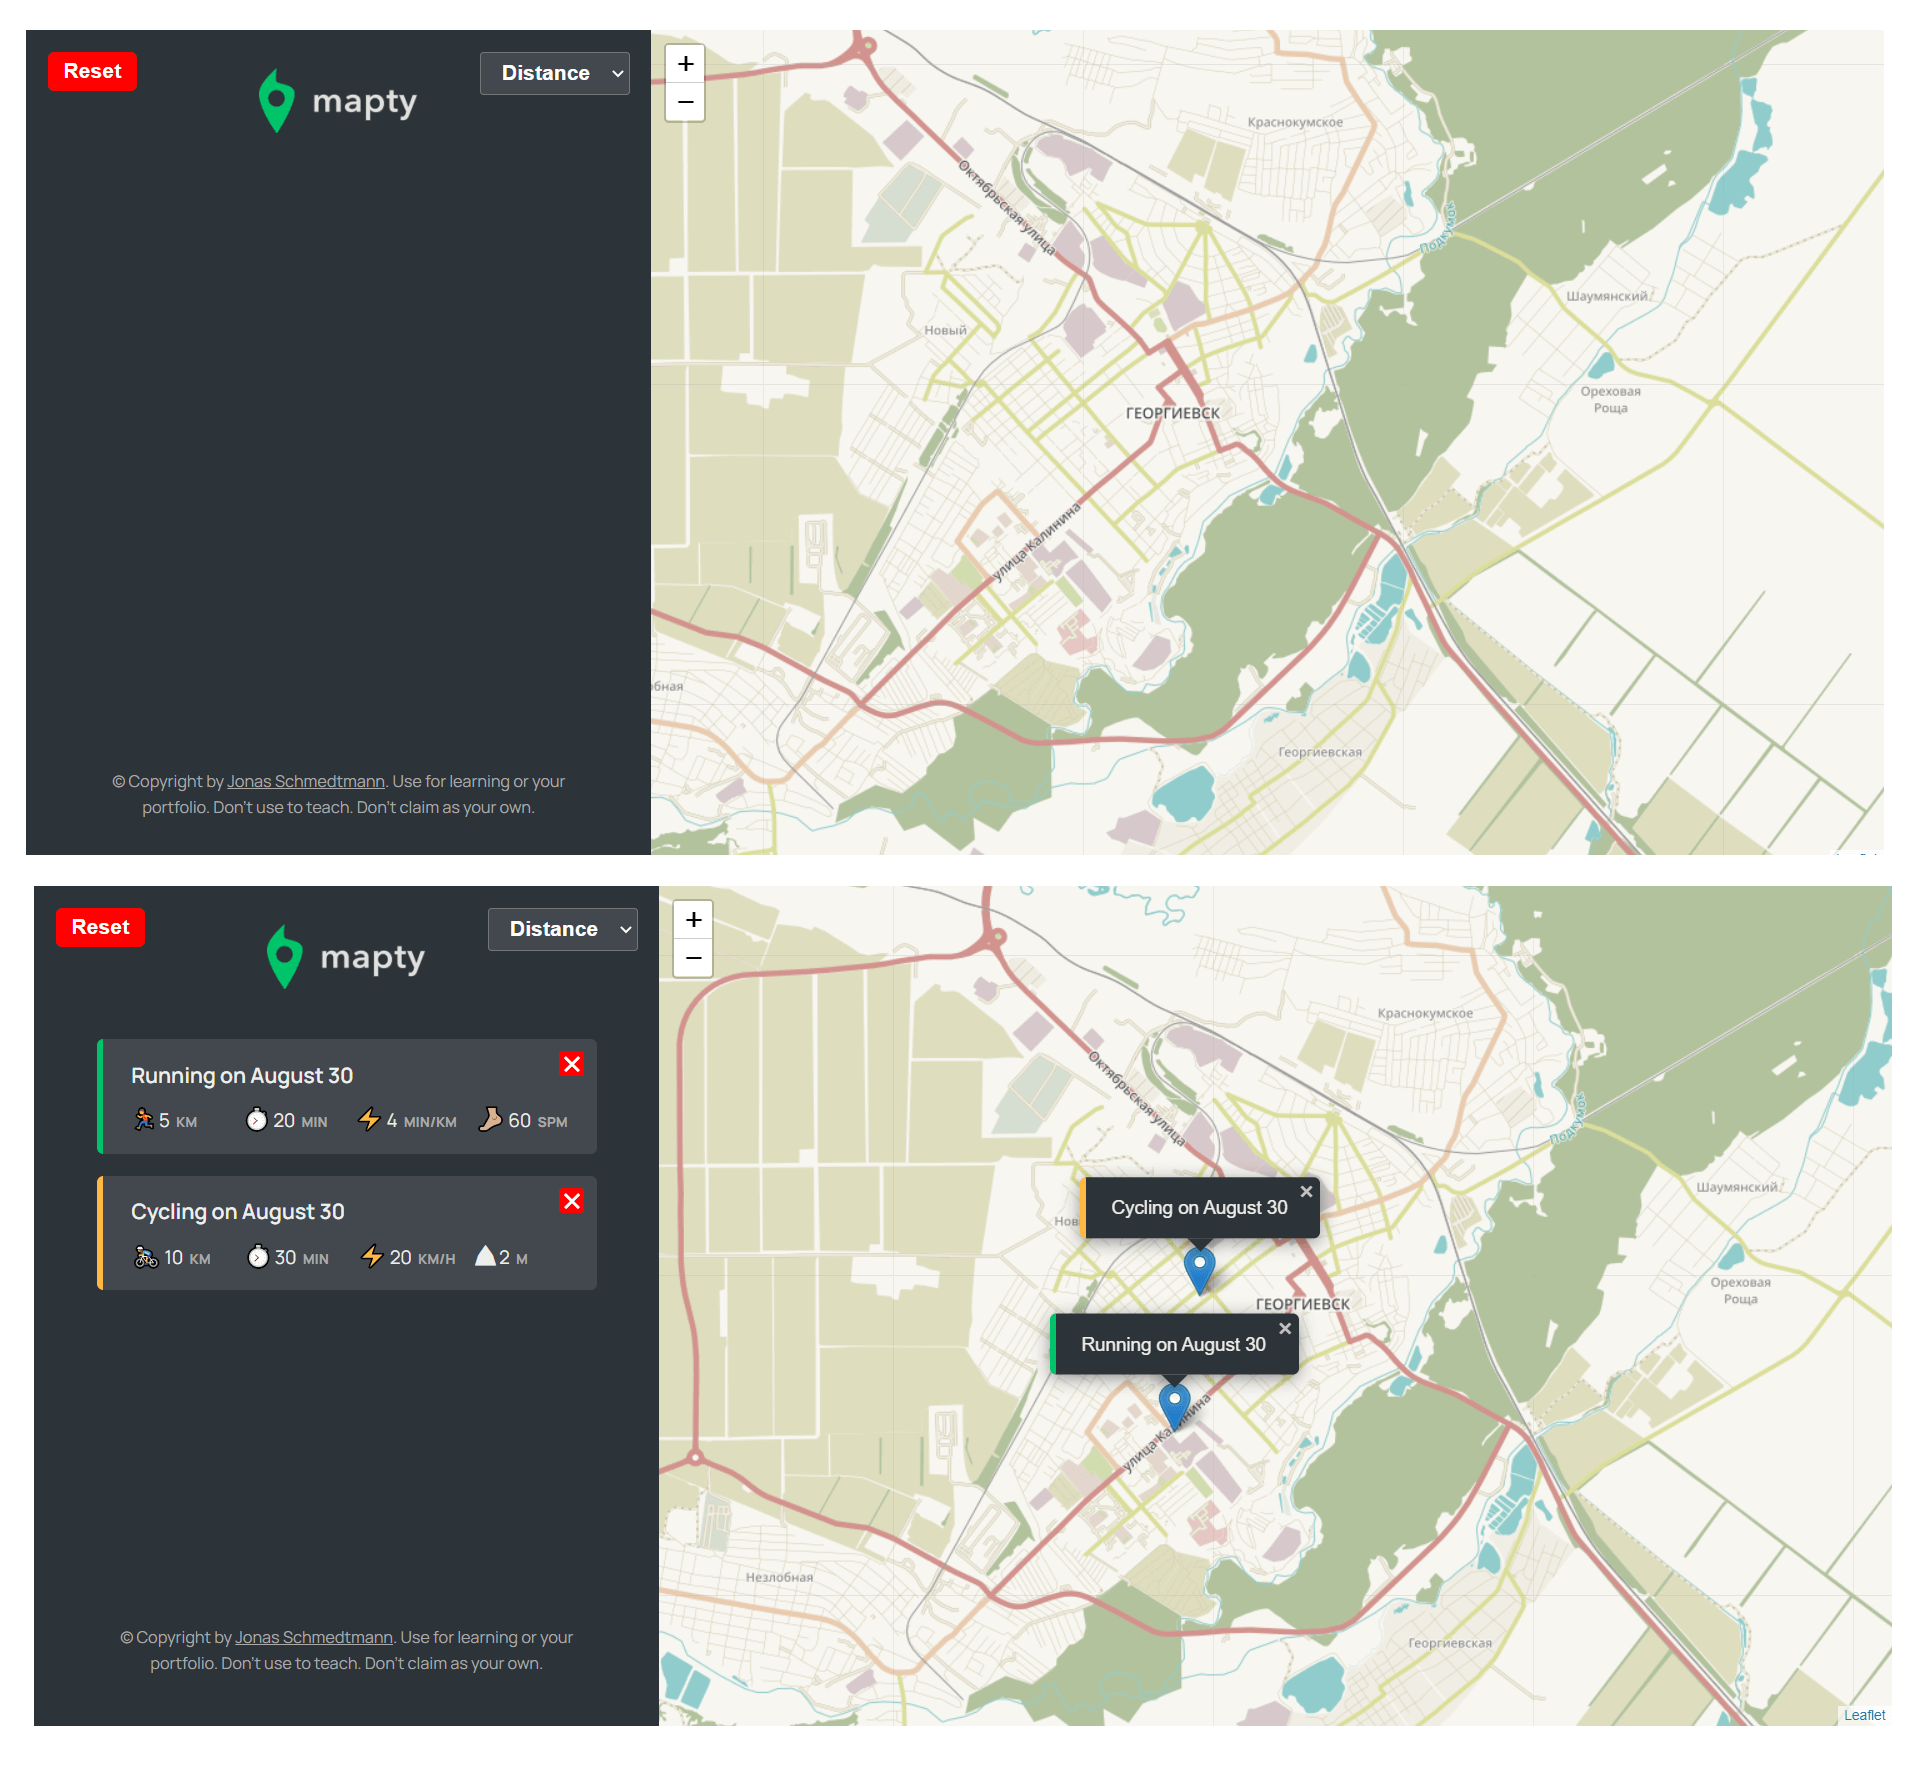 Reset
mapty
Distance
+
−
Краснокумское
Октябрьская улица
Подкумок
Шаумянский
Новый
Ореховая
Роща
ГЕОРГИЕВСК
улица Калинина
бная
Георгиевская
© Copyright by Jonas Schmedtmann. Use for learning or your
portfolio. Don't use to teach. Don't claim as your own.
Reset
mapty
Distance
Running on August 30
5 KM 20 MIN 4 MIN/KM 60 SPM
Cycling on August 30
10 KM 30 MIN 20 KM/H 2 M
© Copyright by Jonas Schmedtmann. Use for learning or your
portfolio. Don't use to teach. Don't claim as your own.
+
−
Краснокумское
Октябрьская улица
Подкумок
Cycling on August 30
×
Шаумянский
Нов
Ореховая
Роща
ГЕОРГИЕВСК
Running on August 30
×
улица Калинина
Незлобная
Георгиевская
Leaflet